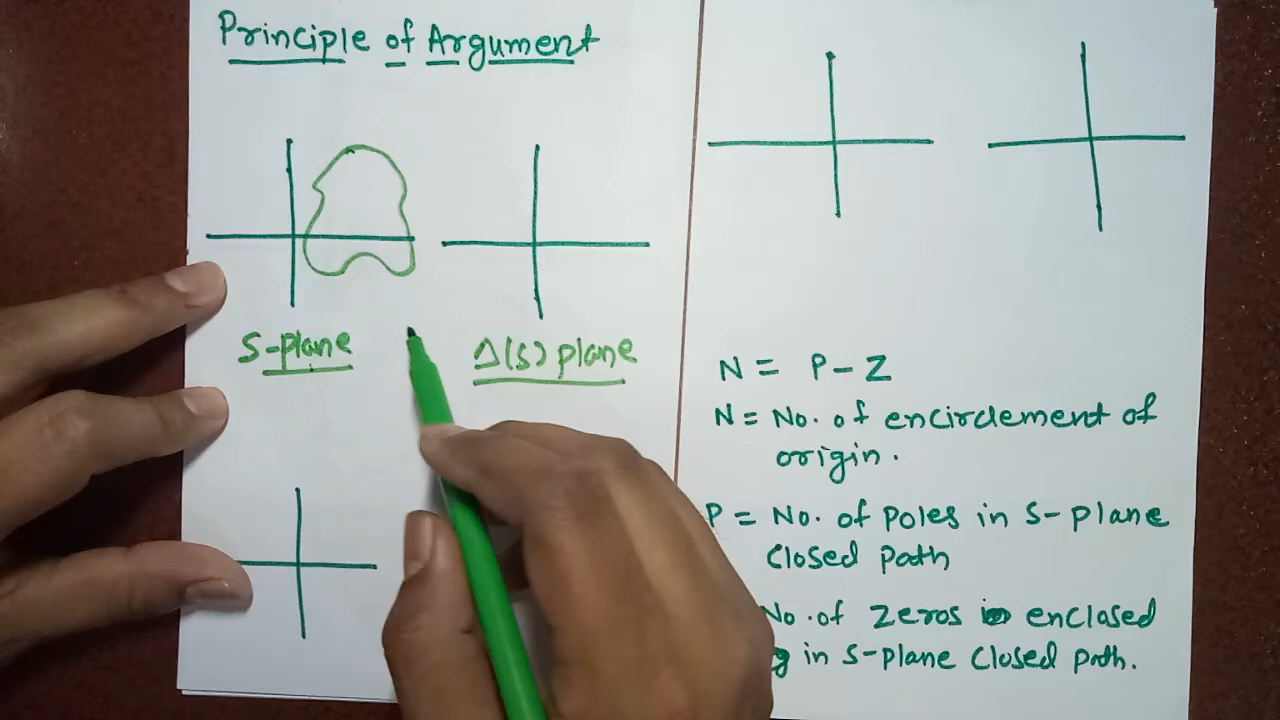 Principle of Argument
S-plane
Δ(s) plane
N = P-Z
N = No. of encirclement of
origin.
P = No. of Poles in S-plane
Closed path
No. of Zeros enclosed
in S-plane Closed path.